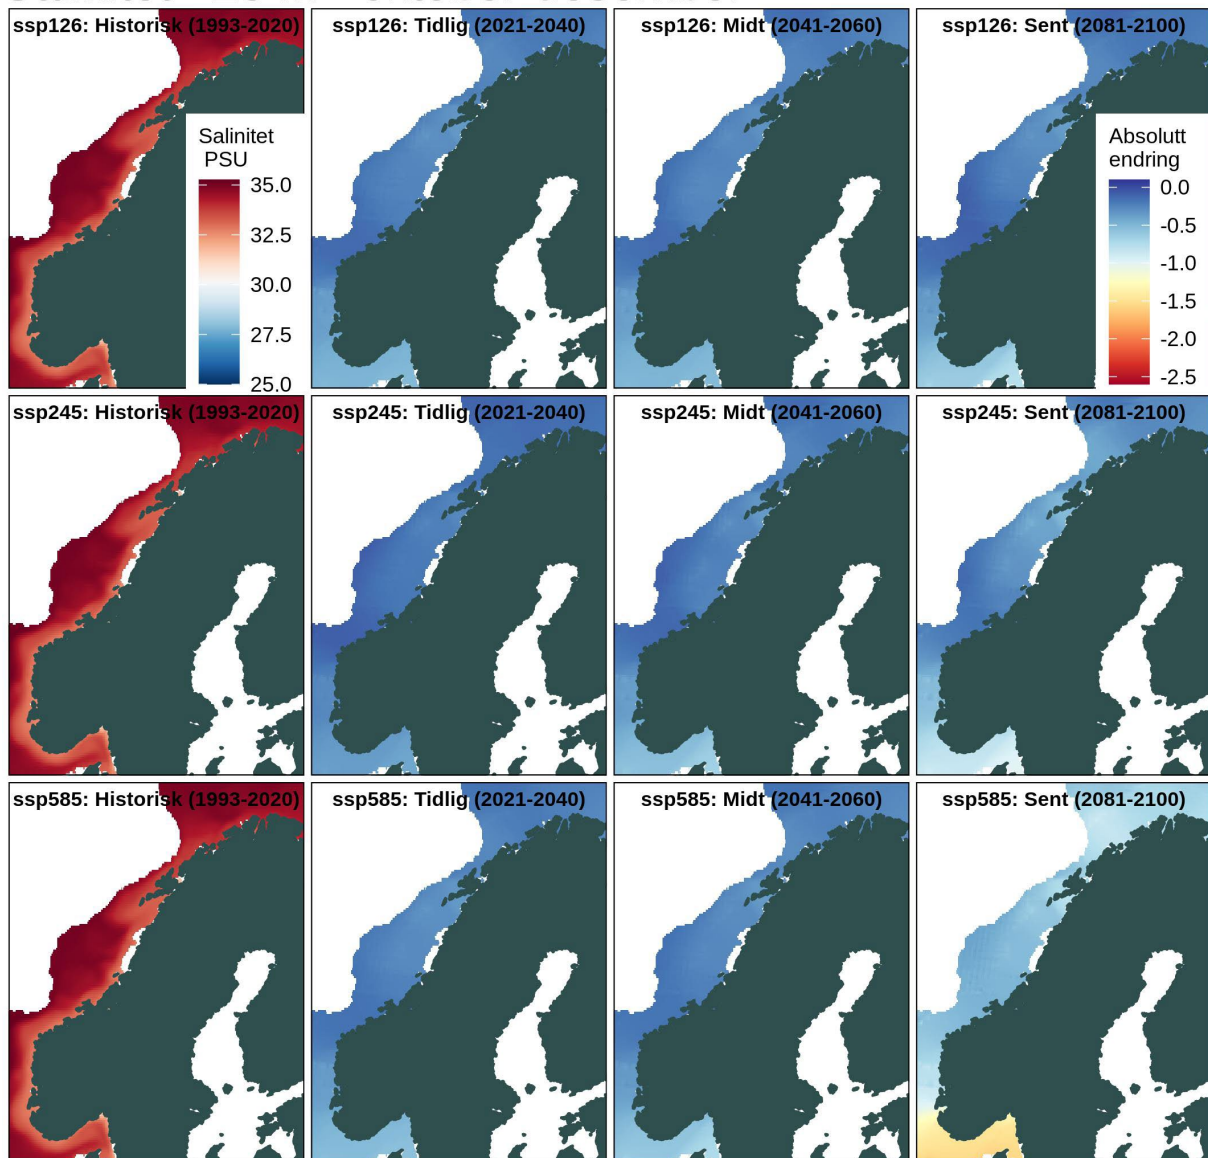 ssp126: Historisk (1993-2020)
ssp126: Tidlig (2021-2040)
ssp126: Midt (2041-2060)
ssp126: Sent (2081-2100)
Salinitet
PSU
35.0
32.5
30.0
27.5
25.0
Absolutt
endring
0.0
-0.5
-1.0
-1.5
-2.0
-2.5
ssp245: Historisk (1993-2020)
ssp245: Tidlig (2021-2040)
ssp245: Midt (2041-2060)
ssp245: Sent (2081-2100)
ssp585: Historisk (1993-2020)
ssp585: Tidlig (2021-2040)
ssp585: Midt (2041-2060)
ssp585: Sent (2081-2100)